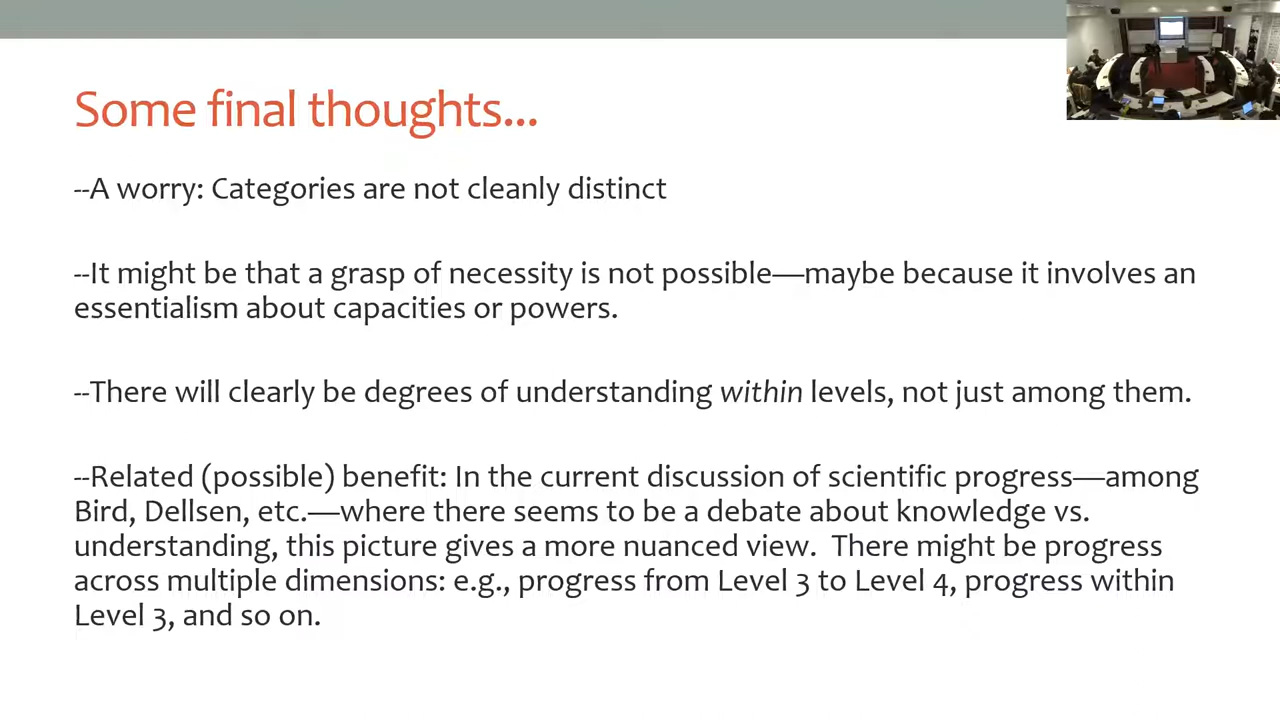 Some final thoughts...
--A worry: Categories are not cleanly distinct
--It might be that a grasp of necessity is not possible—maybe because it involves an
essentialism about capacities or powers.
--There will clearly be degrees of understanding within levels, not just among them.
--Related (possible) benefit: In the current discussion of scientific progress—among
Bird, Dellsen, etc.—where there seems to be a debate about knowledge vs.
understanding, this picture gives a more nuanced view.  There might be progress
across multiple dimensions: e.g., progress from Level 3 to Level 4, progress within
Level 3, and so on.